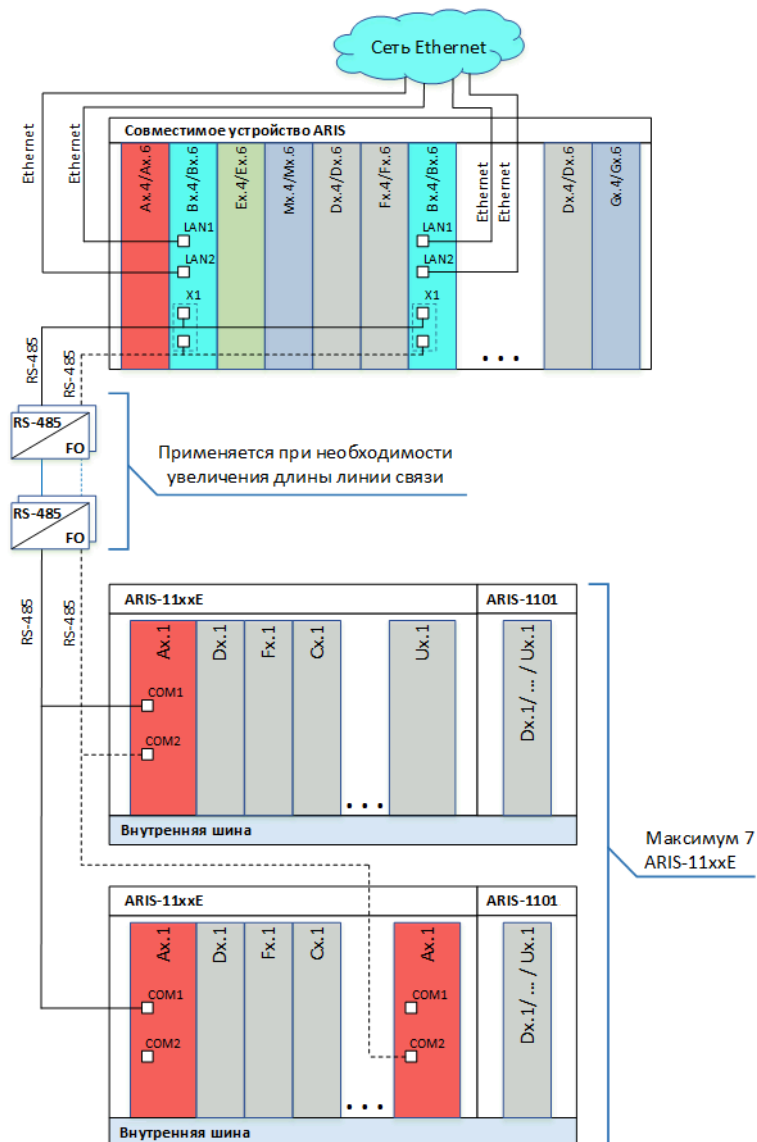 Сеть Ethernet
Ethernet
Ethernet
Совместимое устройство ARIS
Ax.4/Ax.6
Bx.4/Bx.6
Ex.4/Ex.6
Mx.4/Mx.6
Dx.4/Dx.6
Fx.4/Fx.6
Bx.4/Bx.6
Ethernet
Ethernet
Dx.4/Dx.6
Gx.4/Gx.6
LAN1
LAN2
X1
LAN1
LAN2
X1
...
RS-485
RS-485
RS-485
FO
RS-485
FO
Применяется при необходимости
увеличения длины линии связи
RS-485
RS-485
ARIS-11xxE
ARIS-1101
Ax.1
Dx.1
Fx.1
Cx.1
Ux.1
Dx.1/ ... / Ux.1
COM1
COM2
...
Внутренняя шина
Максимум 7
ARIS-11xxE
ARIS-11xxE
ARIS-1101
Ax.1
Dx.1
Fx.1
Cx.1
Ax.1
Dx.1/ ... / Ux.1
COM1
COM2
COM1
COM2
...
Внутренняя шина